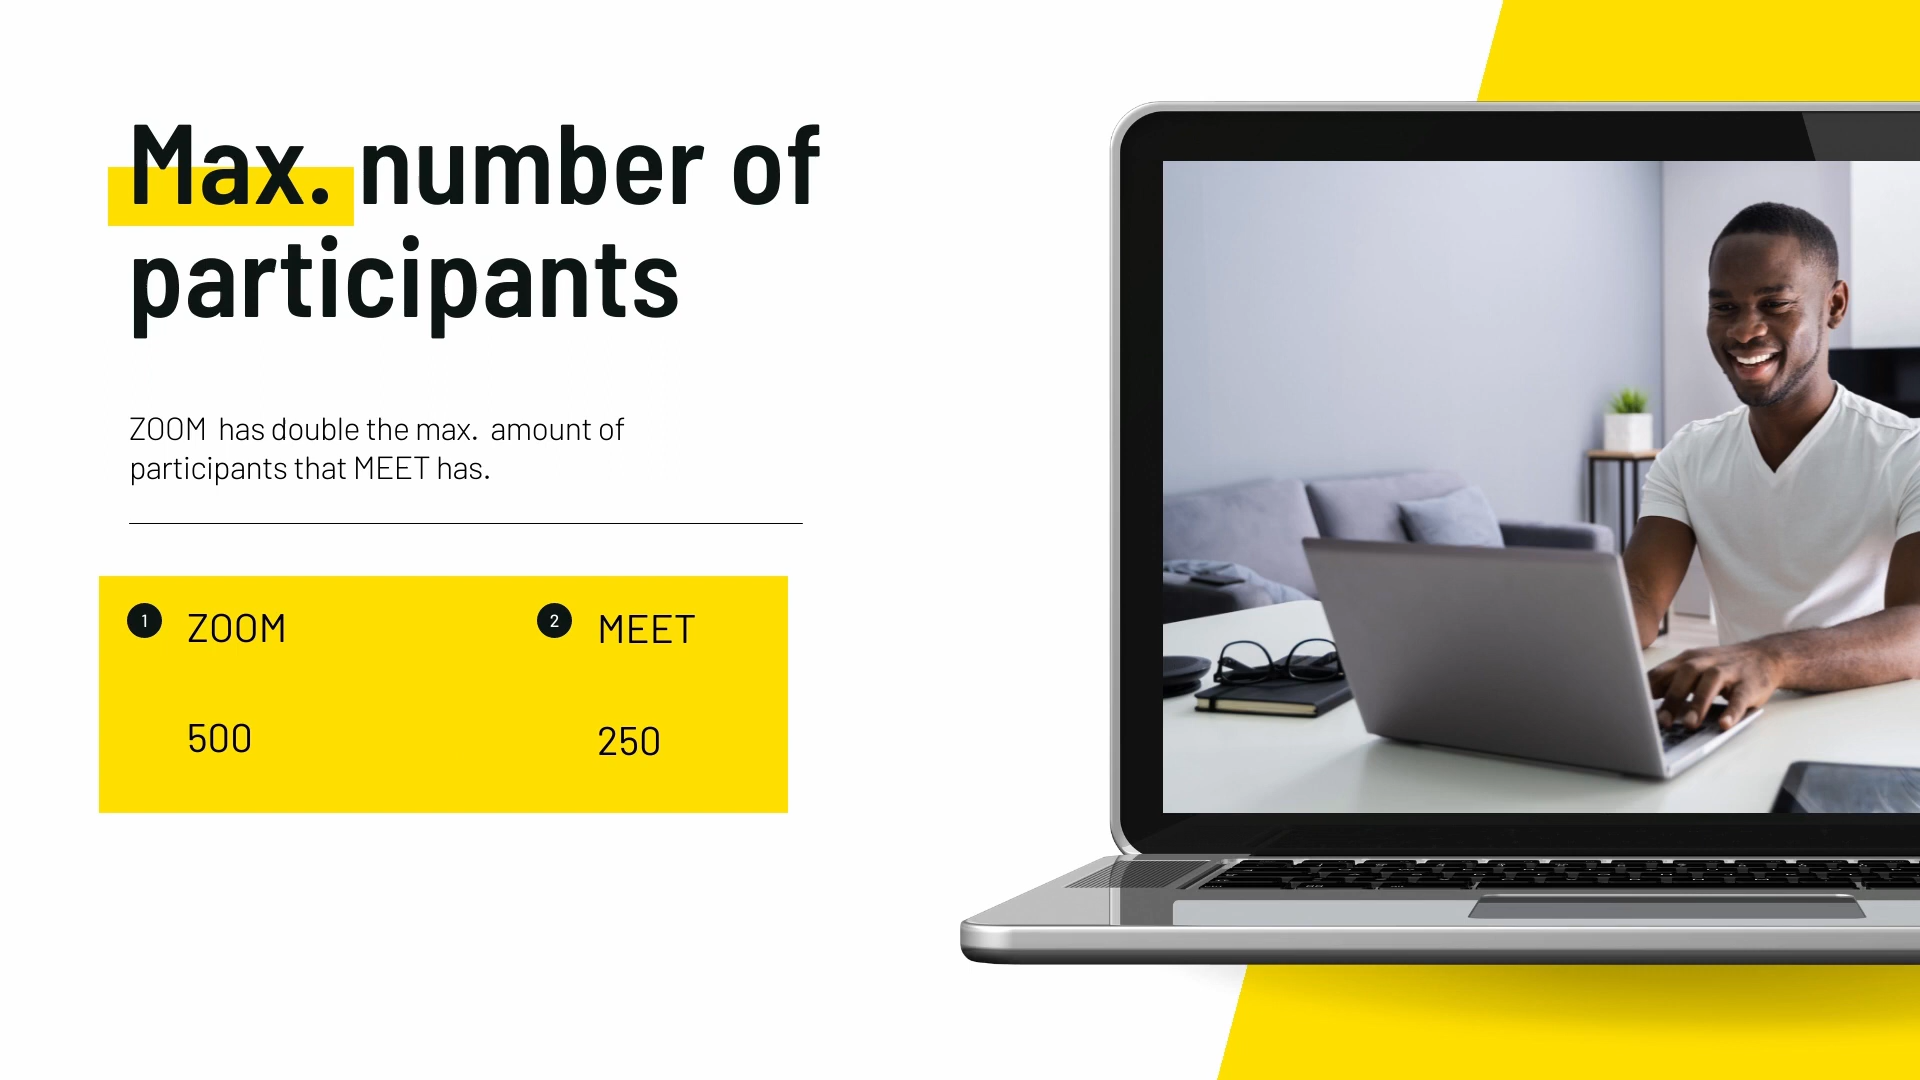 Max. number of
participants
ZOOM has double the max. amount of
participants that MEET has.
1 ZOOM
2 MEET
500
250